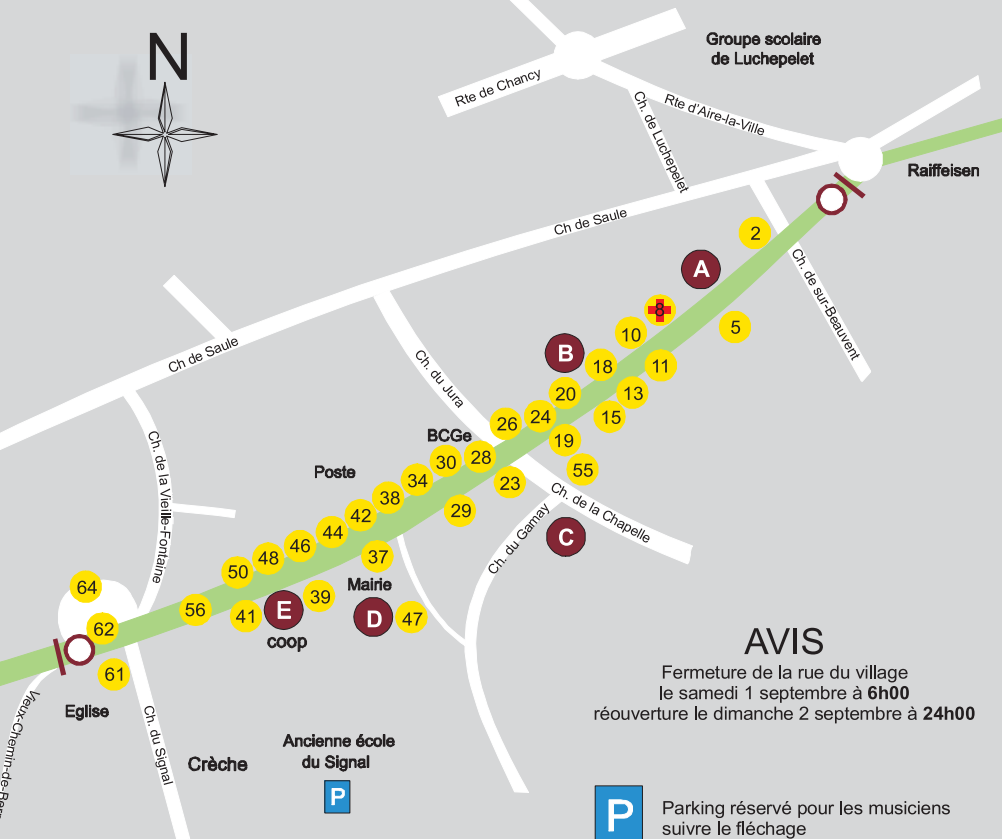 N
Groupe scolaire
de Luchepelet
Rte de Chancy
Ch. de Luchepelet
Rte d'Aire-la-Ville
Raiffeisen
Ch de Saule
2
A
Ch. de sur-Beauvent
8
5
10
B
18
11
Ch de Saule
Ch. du Jura
20
13
24
15
26
19
BCGe
28
30
55
Poste
34
23
38
Ch. de la Chapelle
Ch. de la Vieille-Fontaine
42
29
44
Ch. du Gamay
C
46
48
37
50
Mairie
64
39
56
41
E
D
47
62
coop
61
Eglise
Ch. du Signal
Crèche
Ancienne école
du Signal
P
AVIS
Fermeture de la rue du village
le samedi 1 septembre à 6h00
réouverture le dimanche 2 septembre à 24h00
P
Parking réservé pour les musiciens
suivre le fléchage